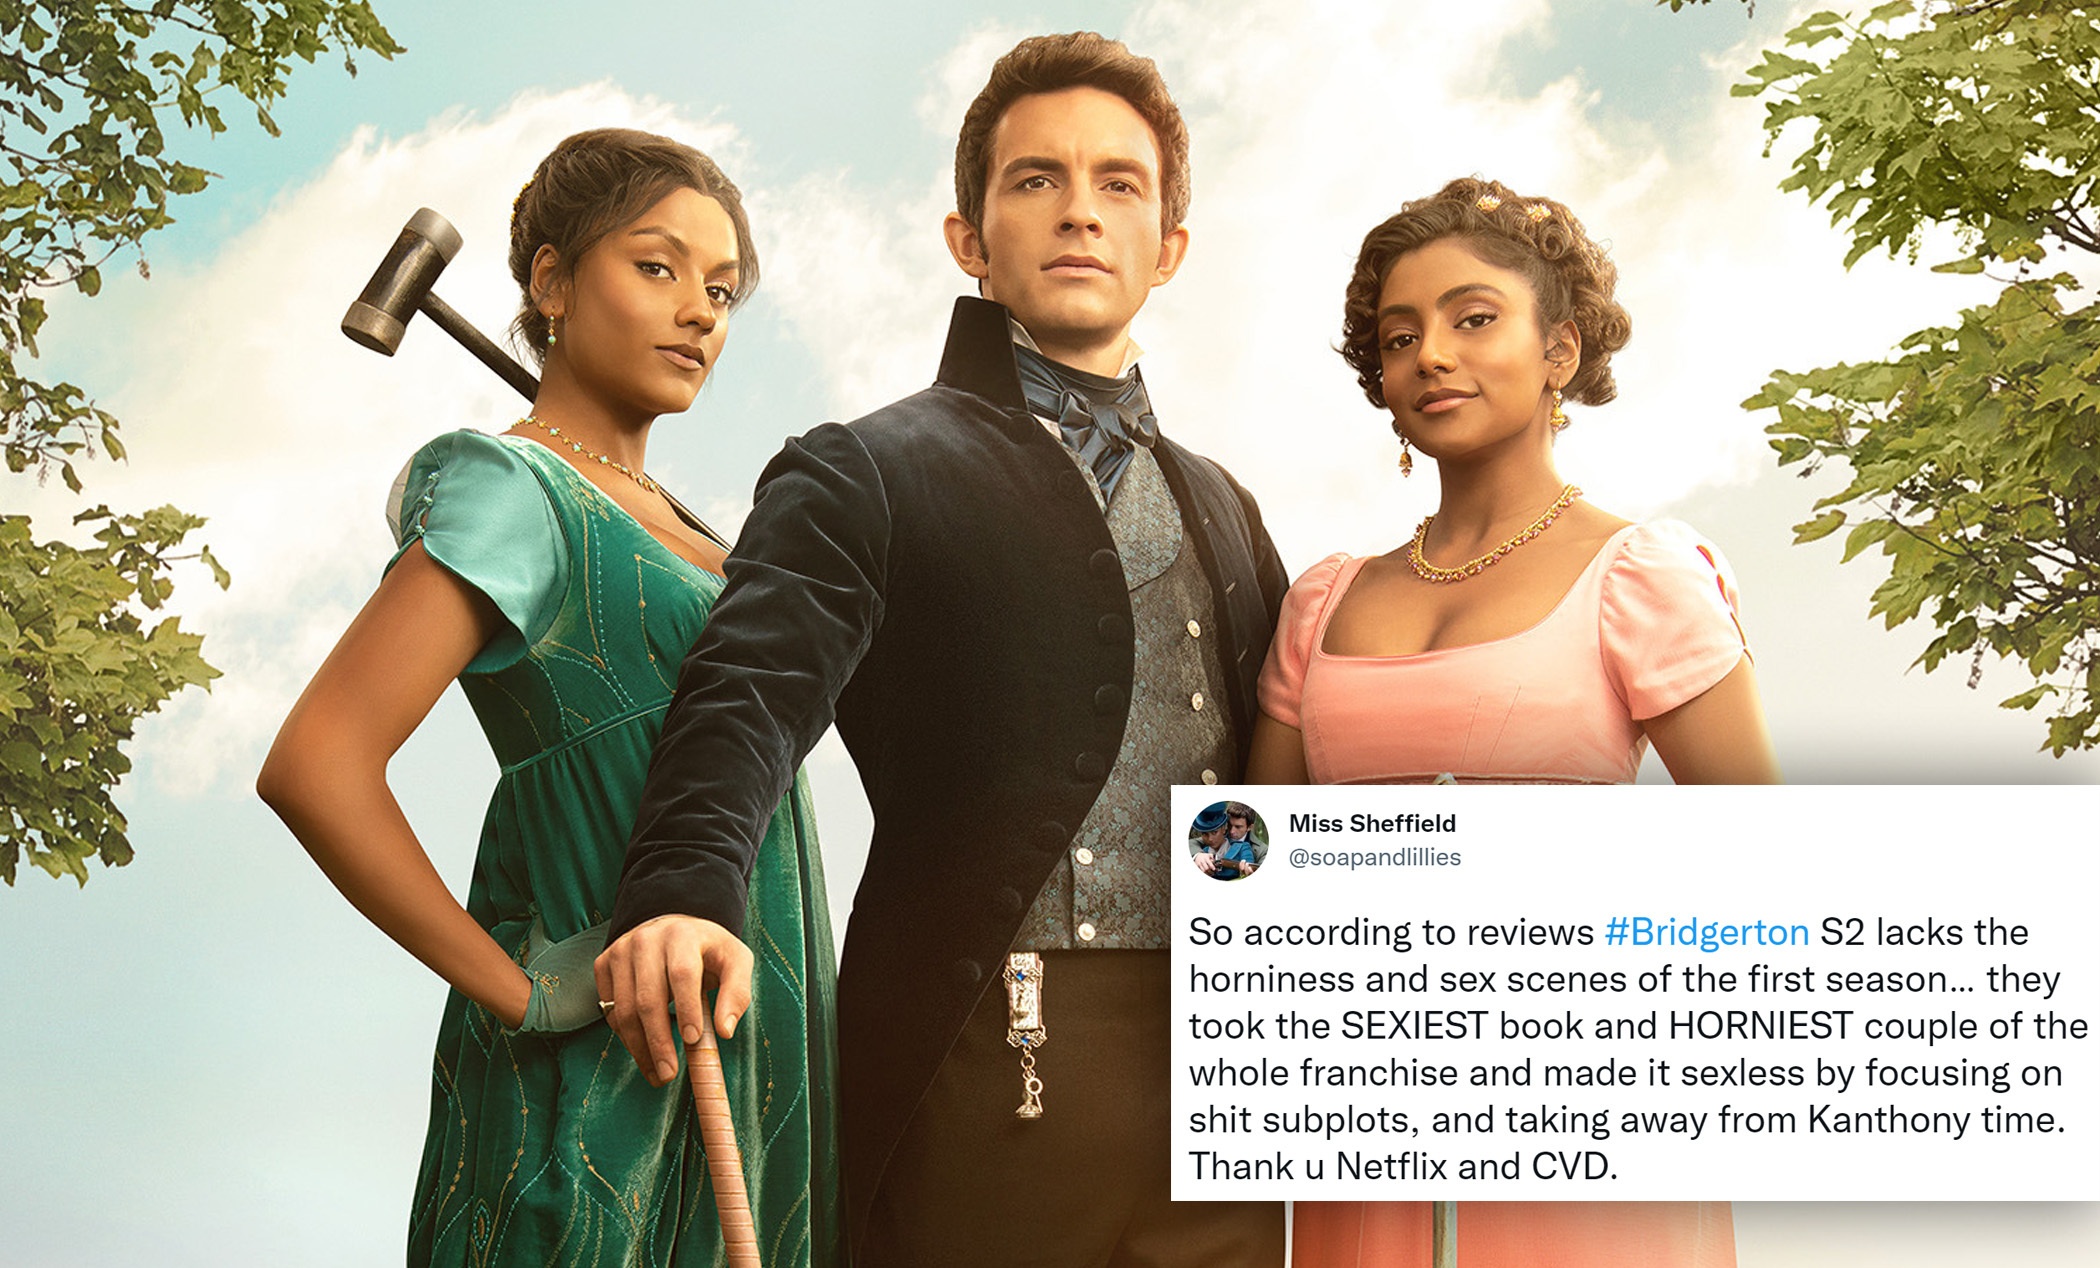 Miss Sheffield
@soapandlillies
So according to reviews #Bridgerton S2 lacks the
horniness and sex scenes of the first season... they
took the SEXIEST book and HORNIEST couple of the
whole franchise and made it sexless by focusing on
shit subplots, and taking away from Kanthony time.
Thank u Netflix and CVD.